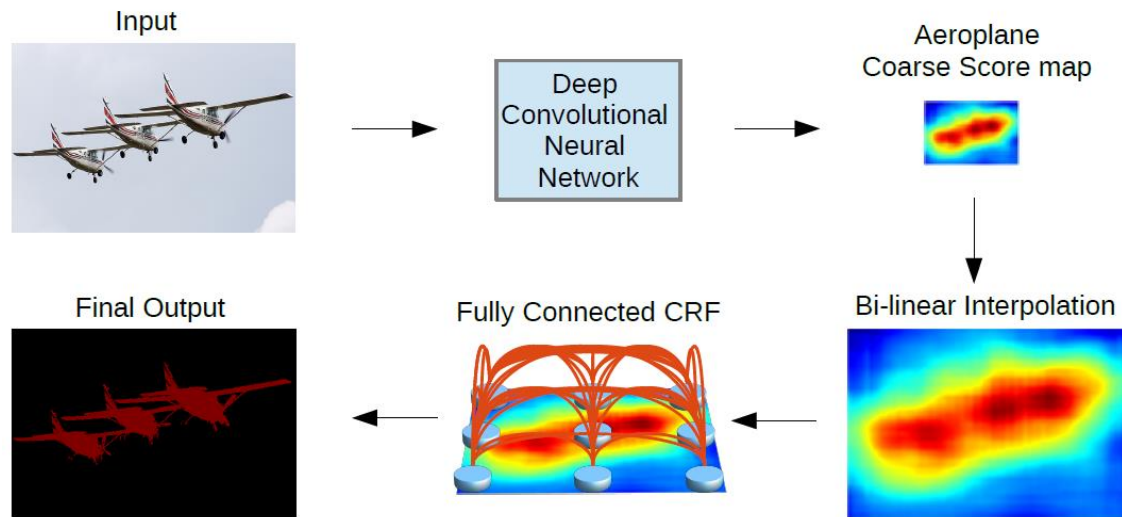 Input
Deep
Convolutional
Neural
Network
Aeroplane
Coarse Score map
Final Output
Fully Connected CRF
Bi-linear Interpolation